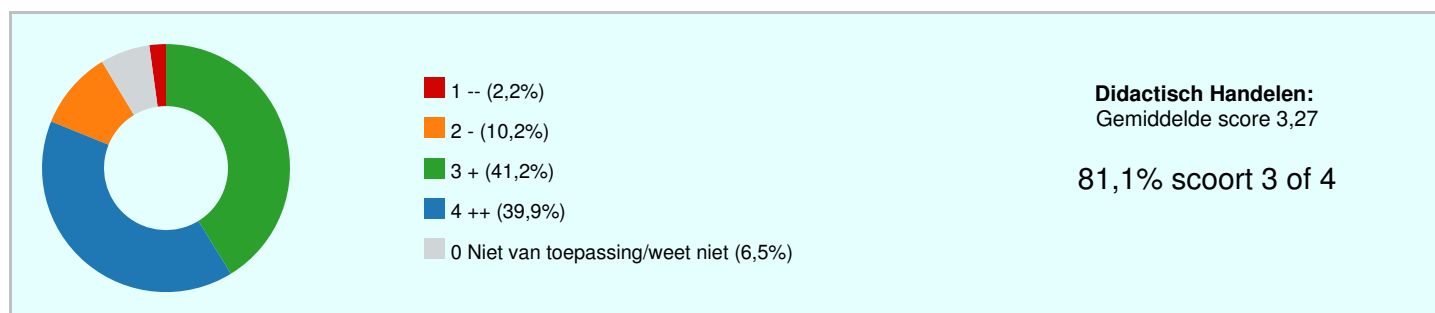 1 -- (2,2%)
2 - (10,2%)
3 + (41,2%)
4 ++ (39,9%)
0 Niet van toepassing/weet niet (6,5%)
Didactisch Handelen:
Gemiddelde score 3,27
81,1% scoort 3 of 4